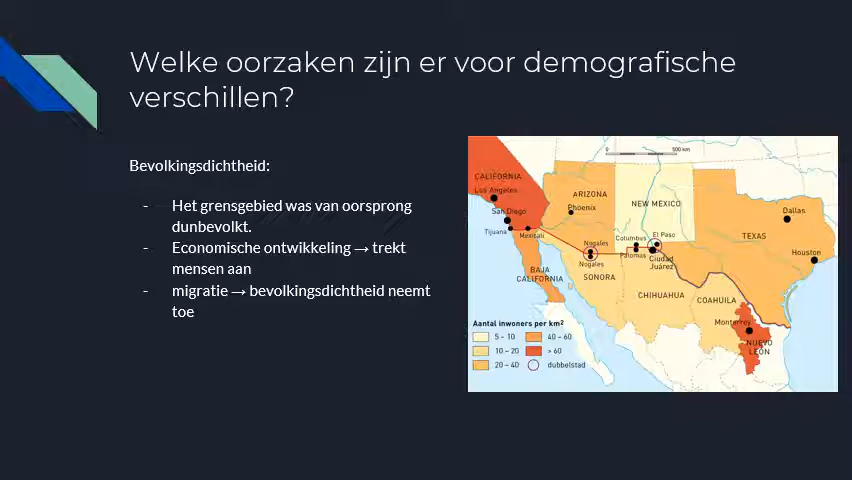 Welke oorzaken zijn er voor demografische
verschillen?
Bevolkingsdichtheid:
- Het grensgebied was van oorsprong
dunbevolkt.
- Economische ontwikkeling → trekt
mensen aan
- migratie → bevolkingsdichtheid neemt
toe
0 500 km
CALIFORNIA
Los Angeles
San Diego
Tijuana
Mexicali
ARIZONA
Phoenix
NEW MEXICO
Columbus
El Paso
Nogales
Nogales
Palomas
Ciudad
Juárez
TEXAS
Dallas
Houston
BAJA
CALIFORNIA
SONORA
CHIHUAHUA
COAHUILA
Monterrey
NUEVO
LEÓN
Aantal inwoners per km²
5 – 10
40 – 60
10 – 20
> 60
20 – 40
dubbelstad